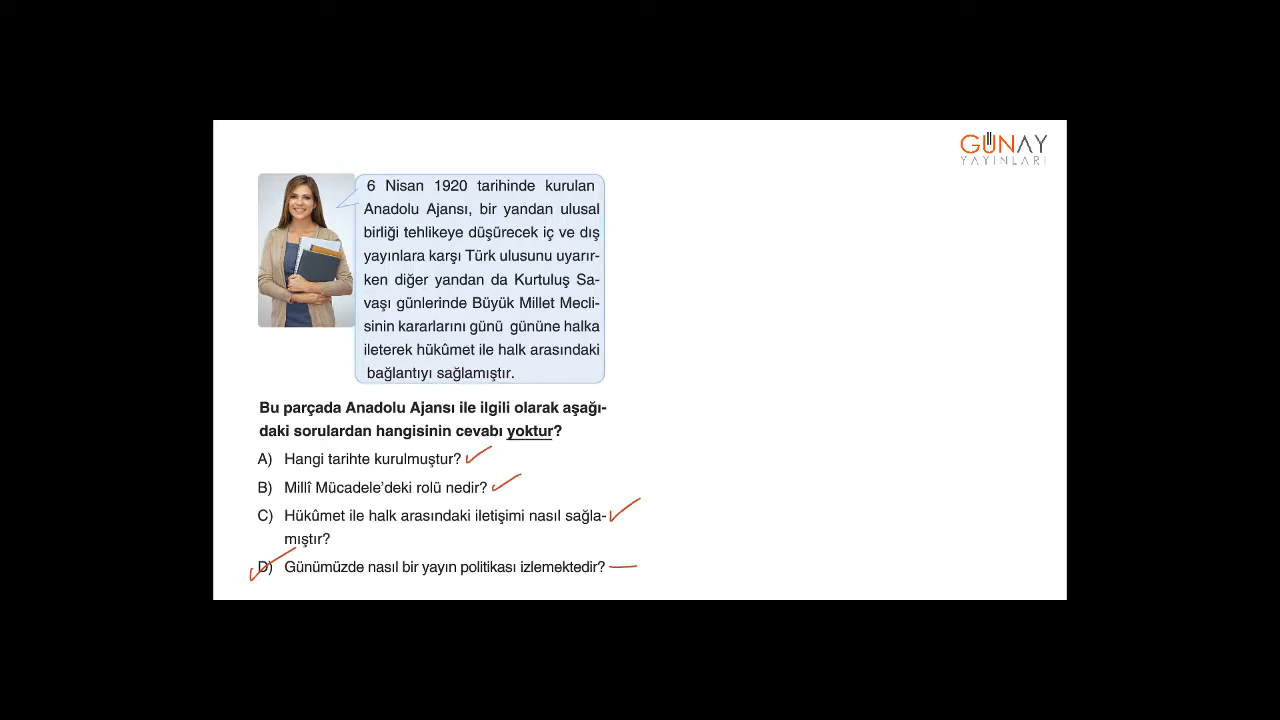 GÜNAY
YAYINLARI
6 Nisan 1920 tarihinde kurulan
Anadolu Ajansı, bir yandan ulusal
birliği tehlikeye düşürecek iç ve dış
yayınlara karşı Türk ulusunu uyarır-
ken diğer yandan da Kurtuluş Sa-
vaşı günlerinde Büyük Millet Mecli-
sinin kararlarını günü gününe halka
ileterek hükûmet ile halk arasındaki
bağlantıyı sağlamıştır.
Bu parçada Anadolu Ajansı ile ilgili olarak aşağı-
daki sorulardan hangisinin cevabı yoktur?
A) Hangi tarihte kurulmuştur?
B) Millî Mücadele'deki rolü nedir?
C) Hükûmet ile halk arasındaki iletişimi nasıl sağla-
mıştır?
D) Günümüzde nasıl bir yayın politikası izlemektedir?